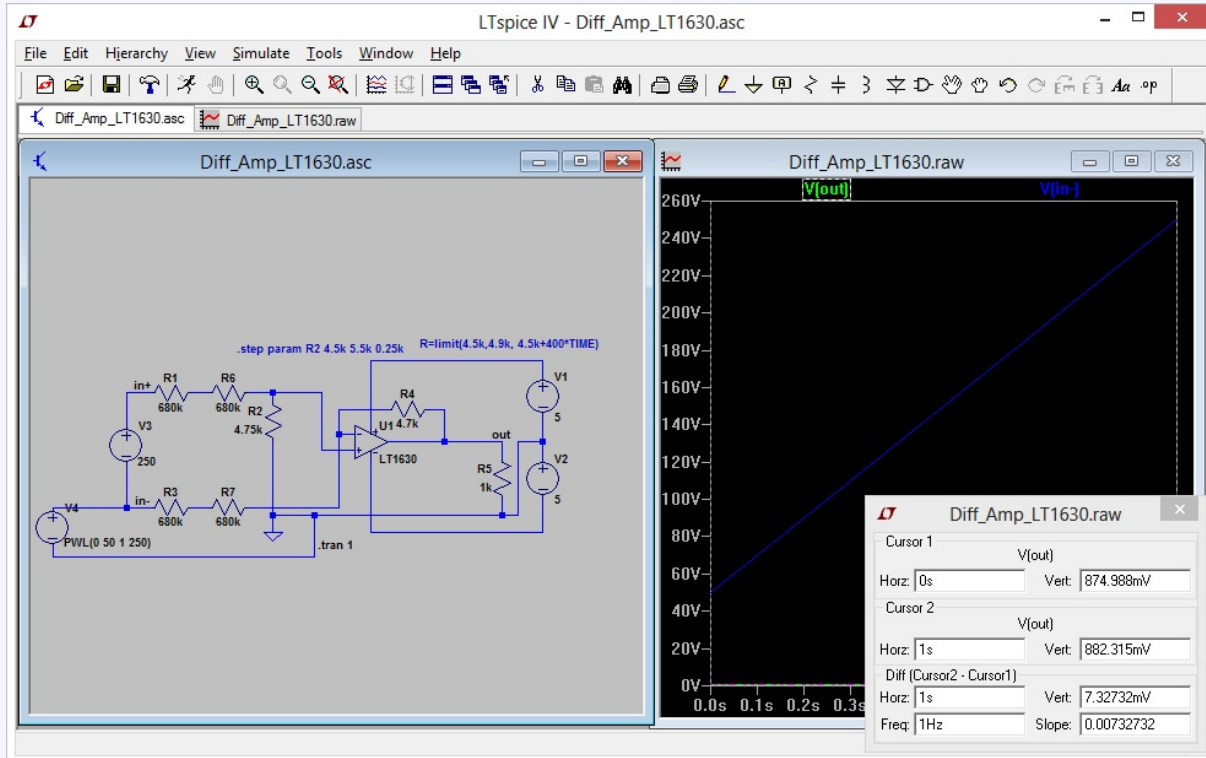 LTspice IV - Diff_Amp_LT1630.asc
File Edit Hierarchy View Simulate Tools Window Help
Aa .op
Diff_Amp_LT1630.asc Diff_Amp_LT1630.raw
Diff_Amp_LT1630.asc
.step param R2 4.5k 5.5k 0.25k R=limit(4.5k,4.9k, 4.5k+400*TIME)
in+ R1 R6
680k 680k
R2
4.75k
R4
4.7k
U1
LT1630
V1
5
V3
250
out
R5
1k
V2
5
in- R3 R7
680k 680k
V4
PWL(0 50 1 250)
.tran 1
Diff_Amp_LT1630.raw
V(out) V(in-)
260V
240V
220V
200V
180V
160V
140V
120V
100V
80V
60V
40V
20V
0V
0.0s 0.1s 0.2s 0.3s
Diff_Amp_LT1630.raw
Cursor 1
V(out)
Horz: 0s Vert: 874.988mV
Cursor 2
V(out)
Horz: 1s Vert: 882.315mV
Diff (Cursor2 - Cursor1)
Horz: 1s Vert: 7.32732mV
Freq: 1Hz Slope: 0.00732732